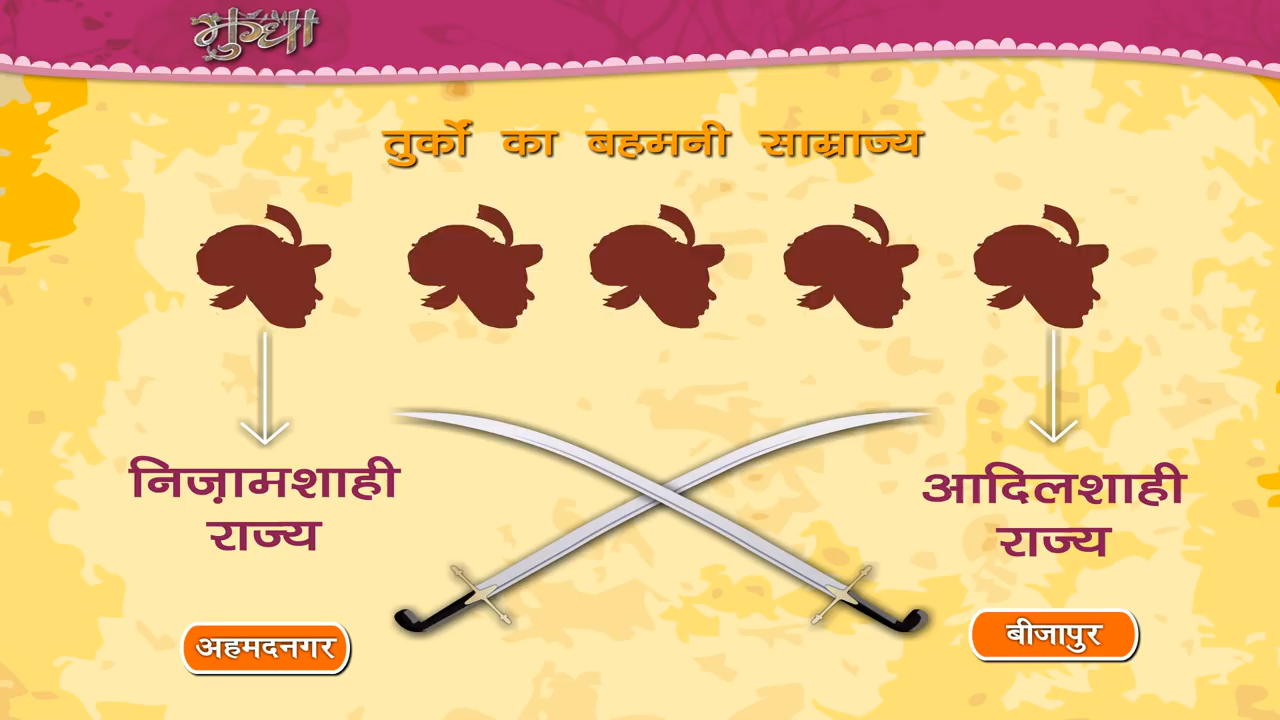 मुग्धा
तुर्कों का बहमनी साम्राज्य
निज़ामशाही
राज्य
आदिलशाही
राज्य
अहमदनगर
बीजापुर